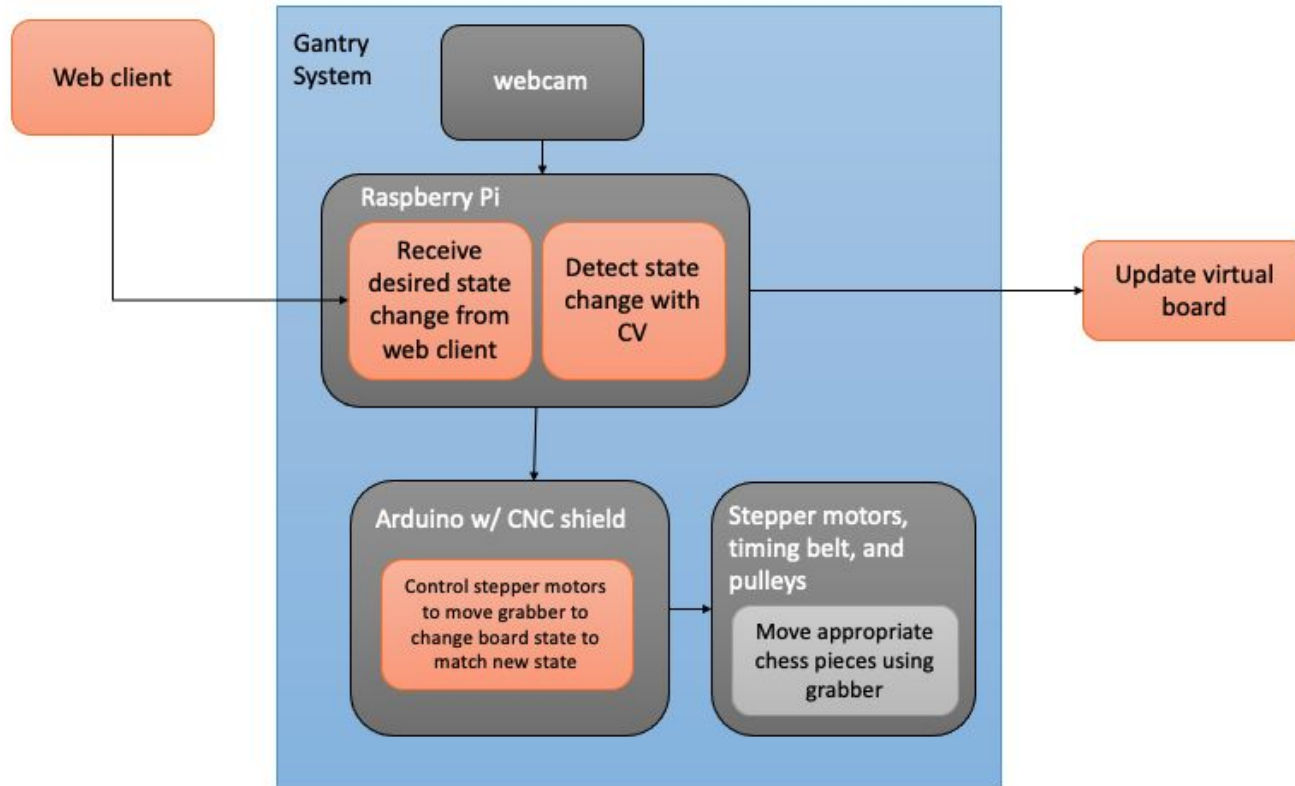 Gantry
System
Web client
webcam
Raspberry Pi
Receive
desired state
change from
web client
Detect state
change with
CV
Update virtual
board
Arduino w/ CNC shield
Control stepper motors
to move grabber to
change board state to
match new state
Stepper motors,
timing belt, and
pulleys
Move appropriate
chess pieces using
grabber